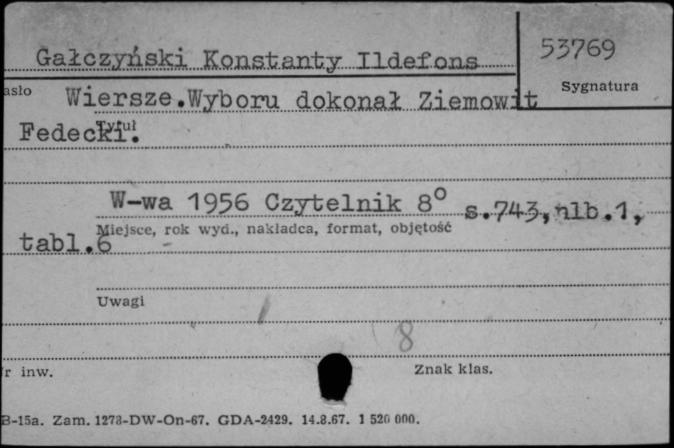 Gałczyński Konstanty Ildefons
53769
Sygnatura
asło
Wiersze.Wyboru dokonał Ziemowit
Tytuł
Fedecki.
W-wa 1956 Czytelnik 8° s.743,nlb.1,
Miejsce, rok wyd., nakładca, format, objętość
tabl.6
Uwagi
8
r inw.
Znak klas.
B-15a. Zam. 1273-DW-On-67. GDA-2429. 14.8.67. 1 520 000.